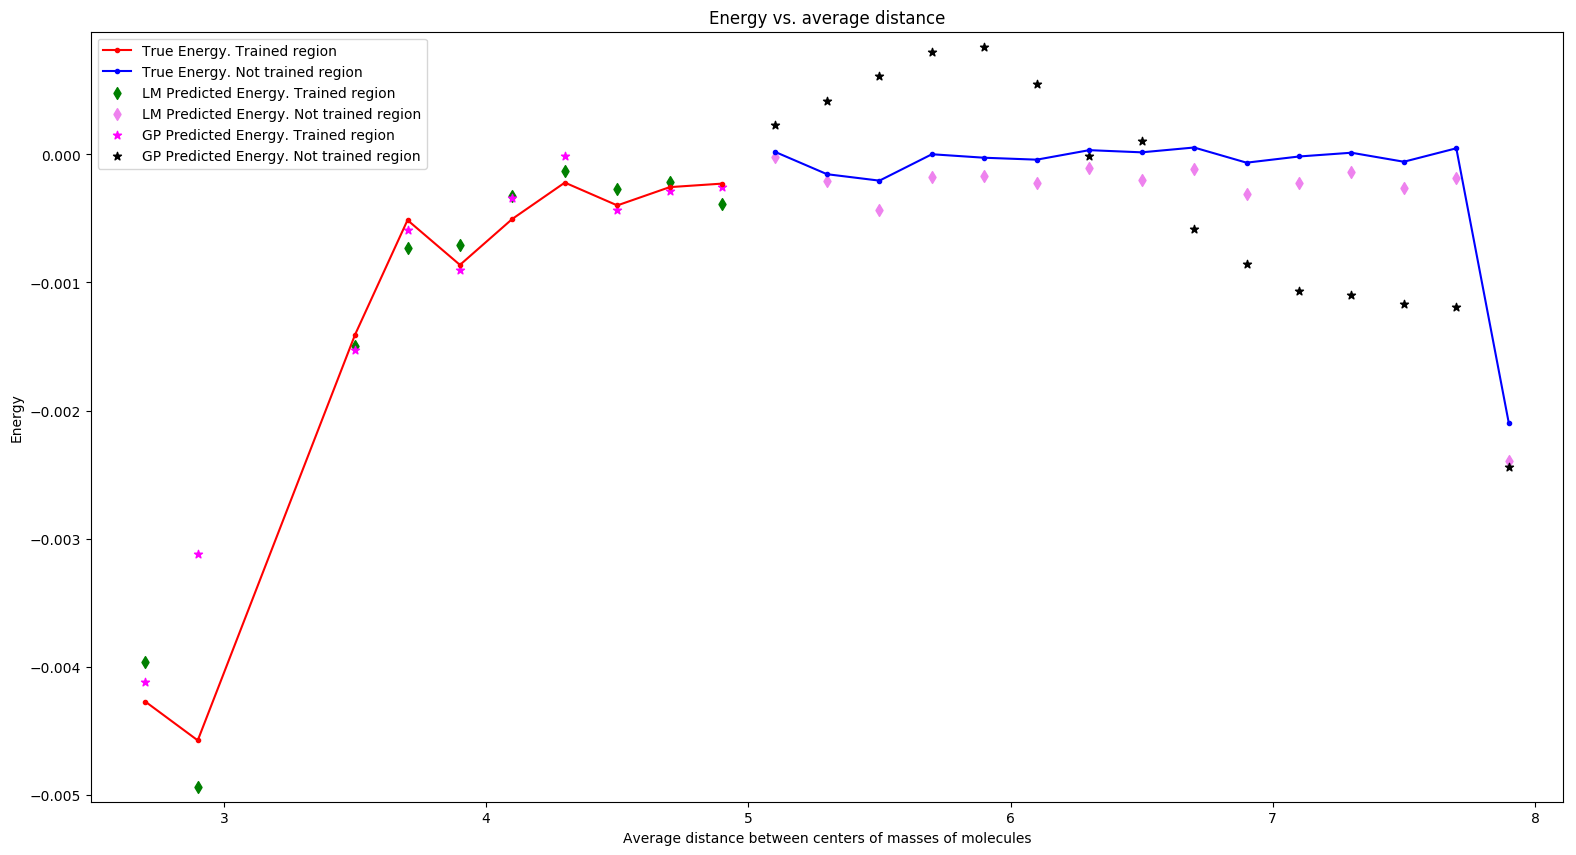 Energy vs. average distance
True Energy. Trained region
True Energy. Not trained region
LM Predicted Energy. Trained region
LM Predicted Energy. Not trained region
GP Predicted Energy. Trained region
GP Predicted Energy. Not trained region
0.000
−0.001
−0.002
−0.003
−0.004
−0.005
Energy
3 4 5 6 7 8
Average distance between centers of masses of molecules